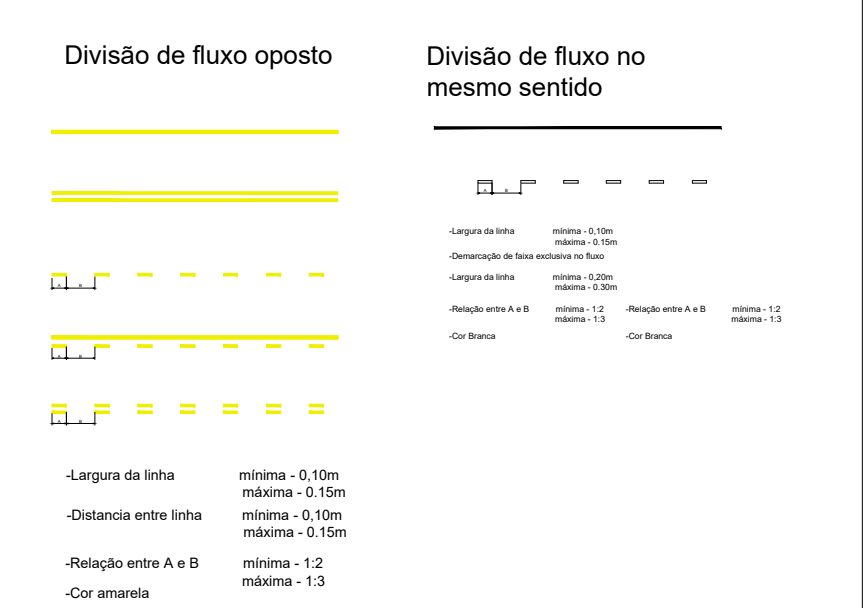 Divisão de fluxo oposto
A B
A B
A B
-Largura da linha mínima - 0,10m
máxima - 0.15m
-Distancia entre linha mínima - 0,10m
máxima - 0.15m
-Relação entre A e B mínima - 1:2
máxima - 1:3
-Cor amarela
Divisão de fluxo no
mesmo sentido
A B
-Largura da linha mínima - 0,10m
máxima - 0.15m
-Demarcação de faixa exclusiva no fluxo
-Largura da linha mínima - 0,20m
máxima - 0.30m
-Relação entre A e B mínima - 1:2
máxima - 1:3
-Cor Branca
-Relação entre A e B mínima - 1:2
máxima - 1:3
-Cor Branca